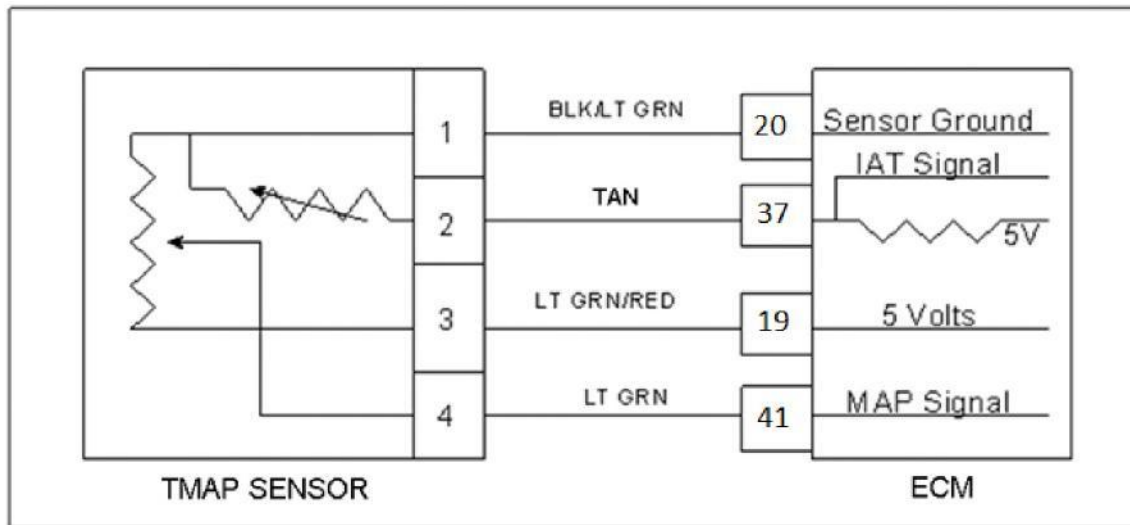 1 BLK/LT GRN 20 Sensor Ground
IAT Signal
2 TAN 37 5V
3 LT GRN/RED 19 5 Volts
4 LT GRN 41 MAP Signal
TMAP SENSOR ECM